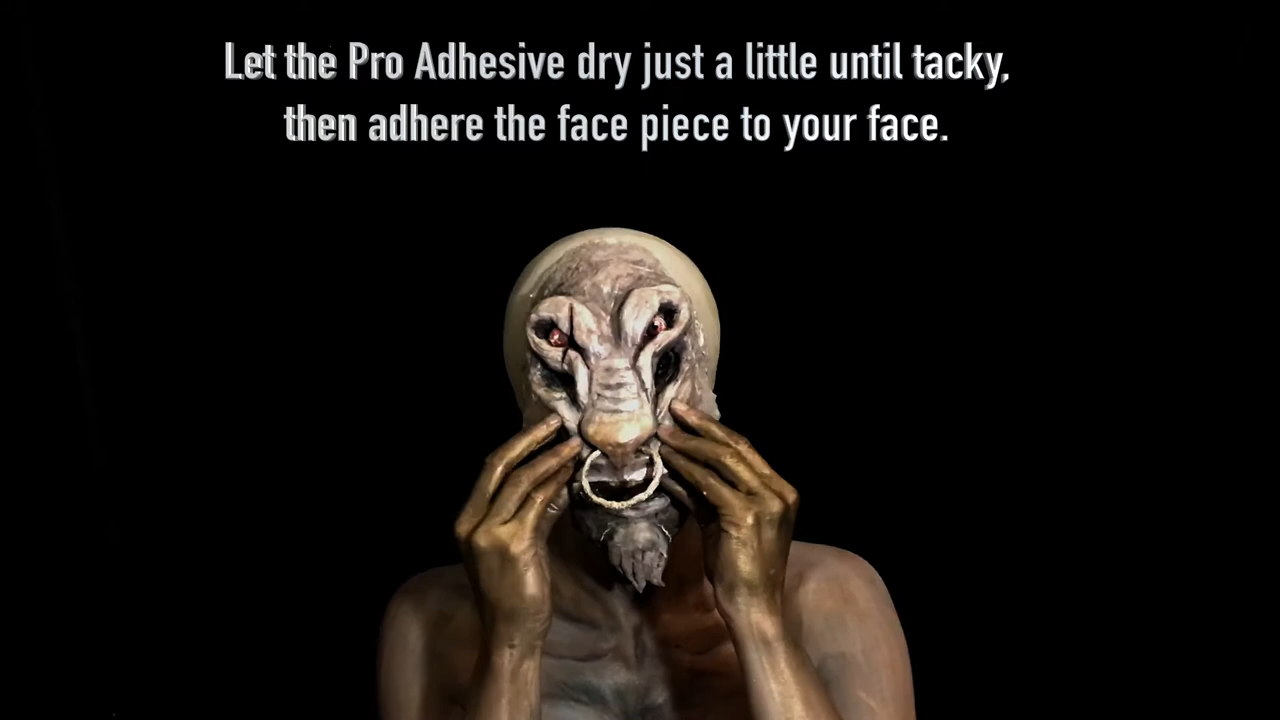 Let the Pro Adhesive dry just a little until tacky,
then adhere the face piece to your face.